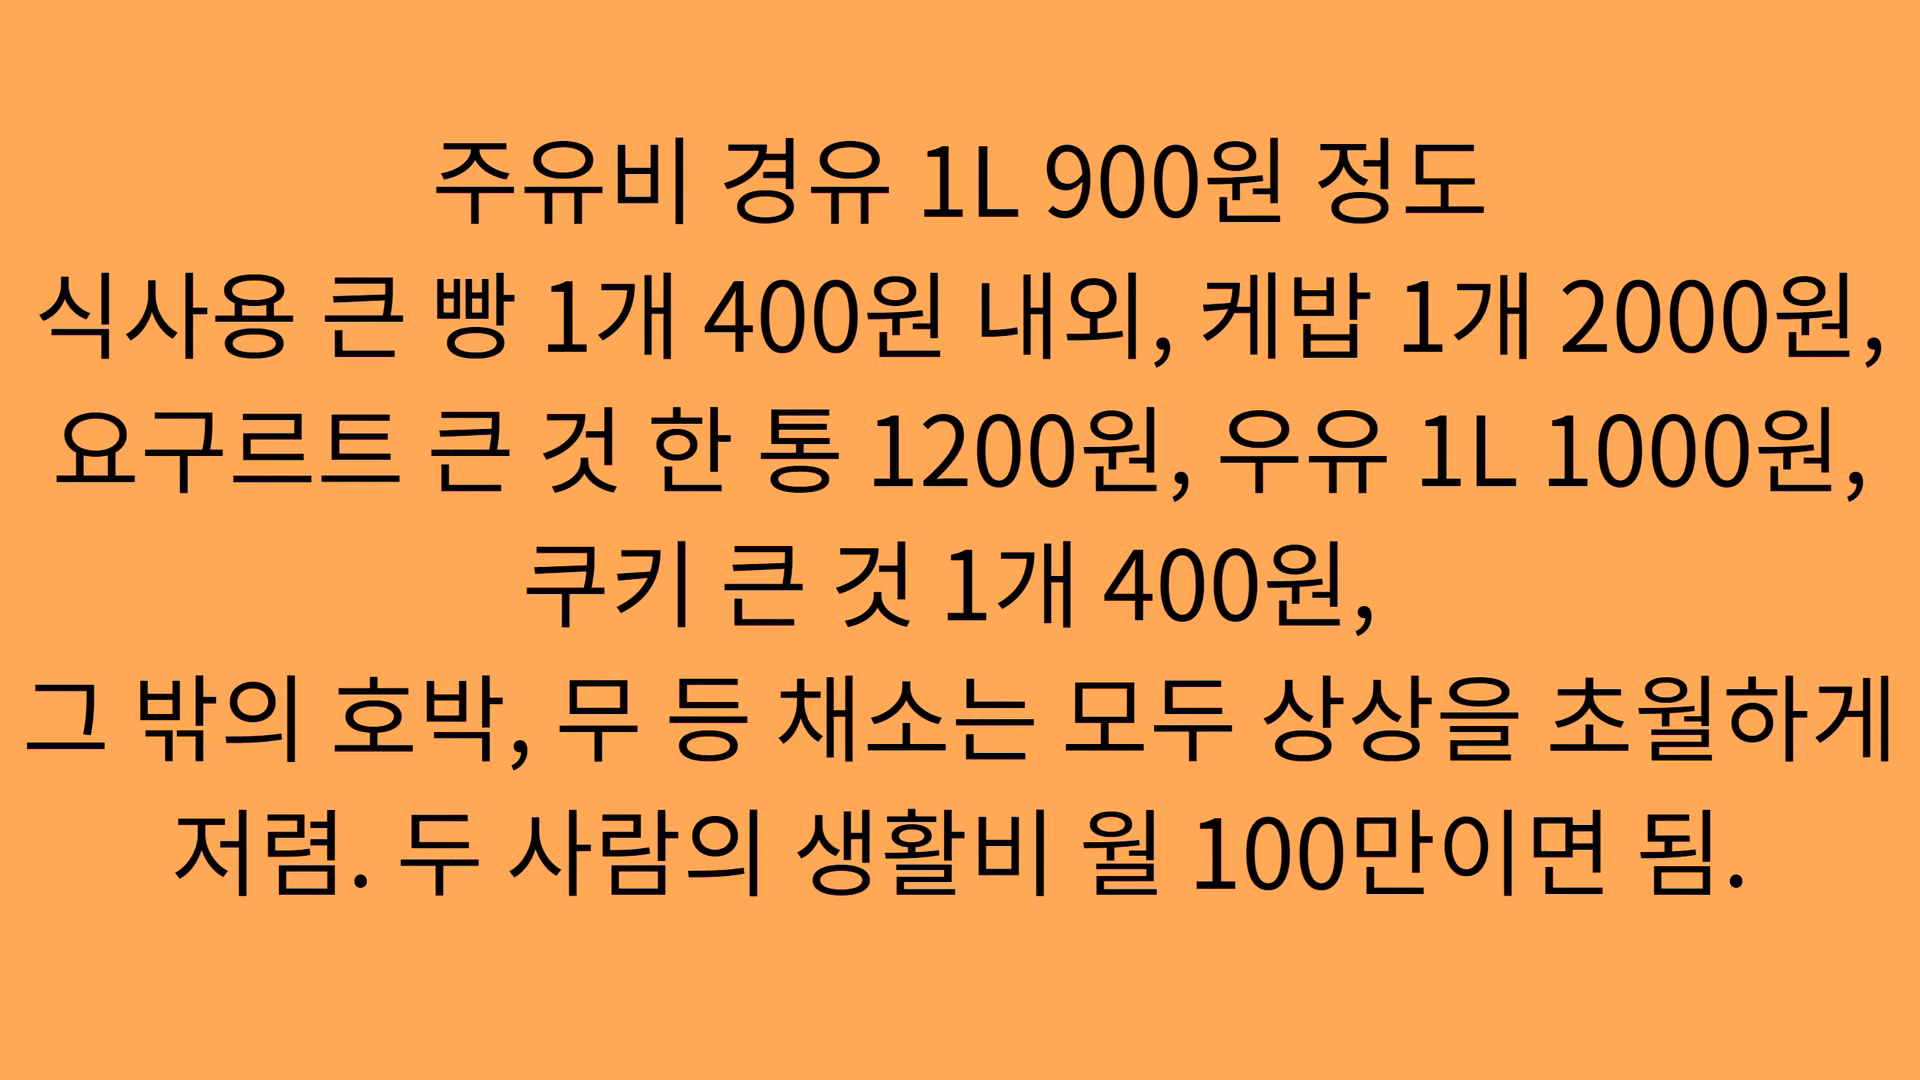 주유비 경유 1L 900원 정도
식사용 큰 빵 1개 400원 내외, 케밥 1개 2000원,
요구르트 큰 것 한 통 1200원, 우유 1L 1000원,
쿠키 큰 것 1개 400원,
그 밖의 호박, 무 등 채소는 모두 상상을 초월하게
저렴. 두 사람의 생활비 월 100만이면 됨.